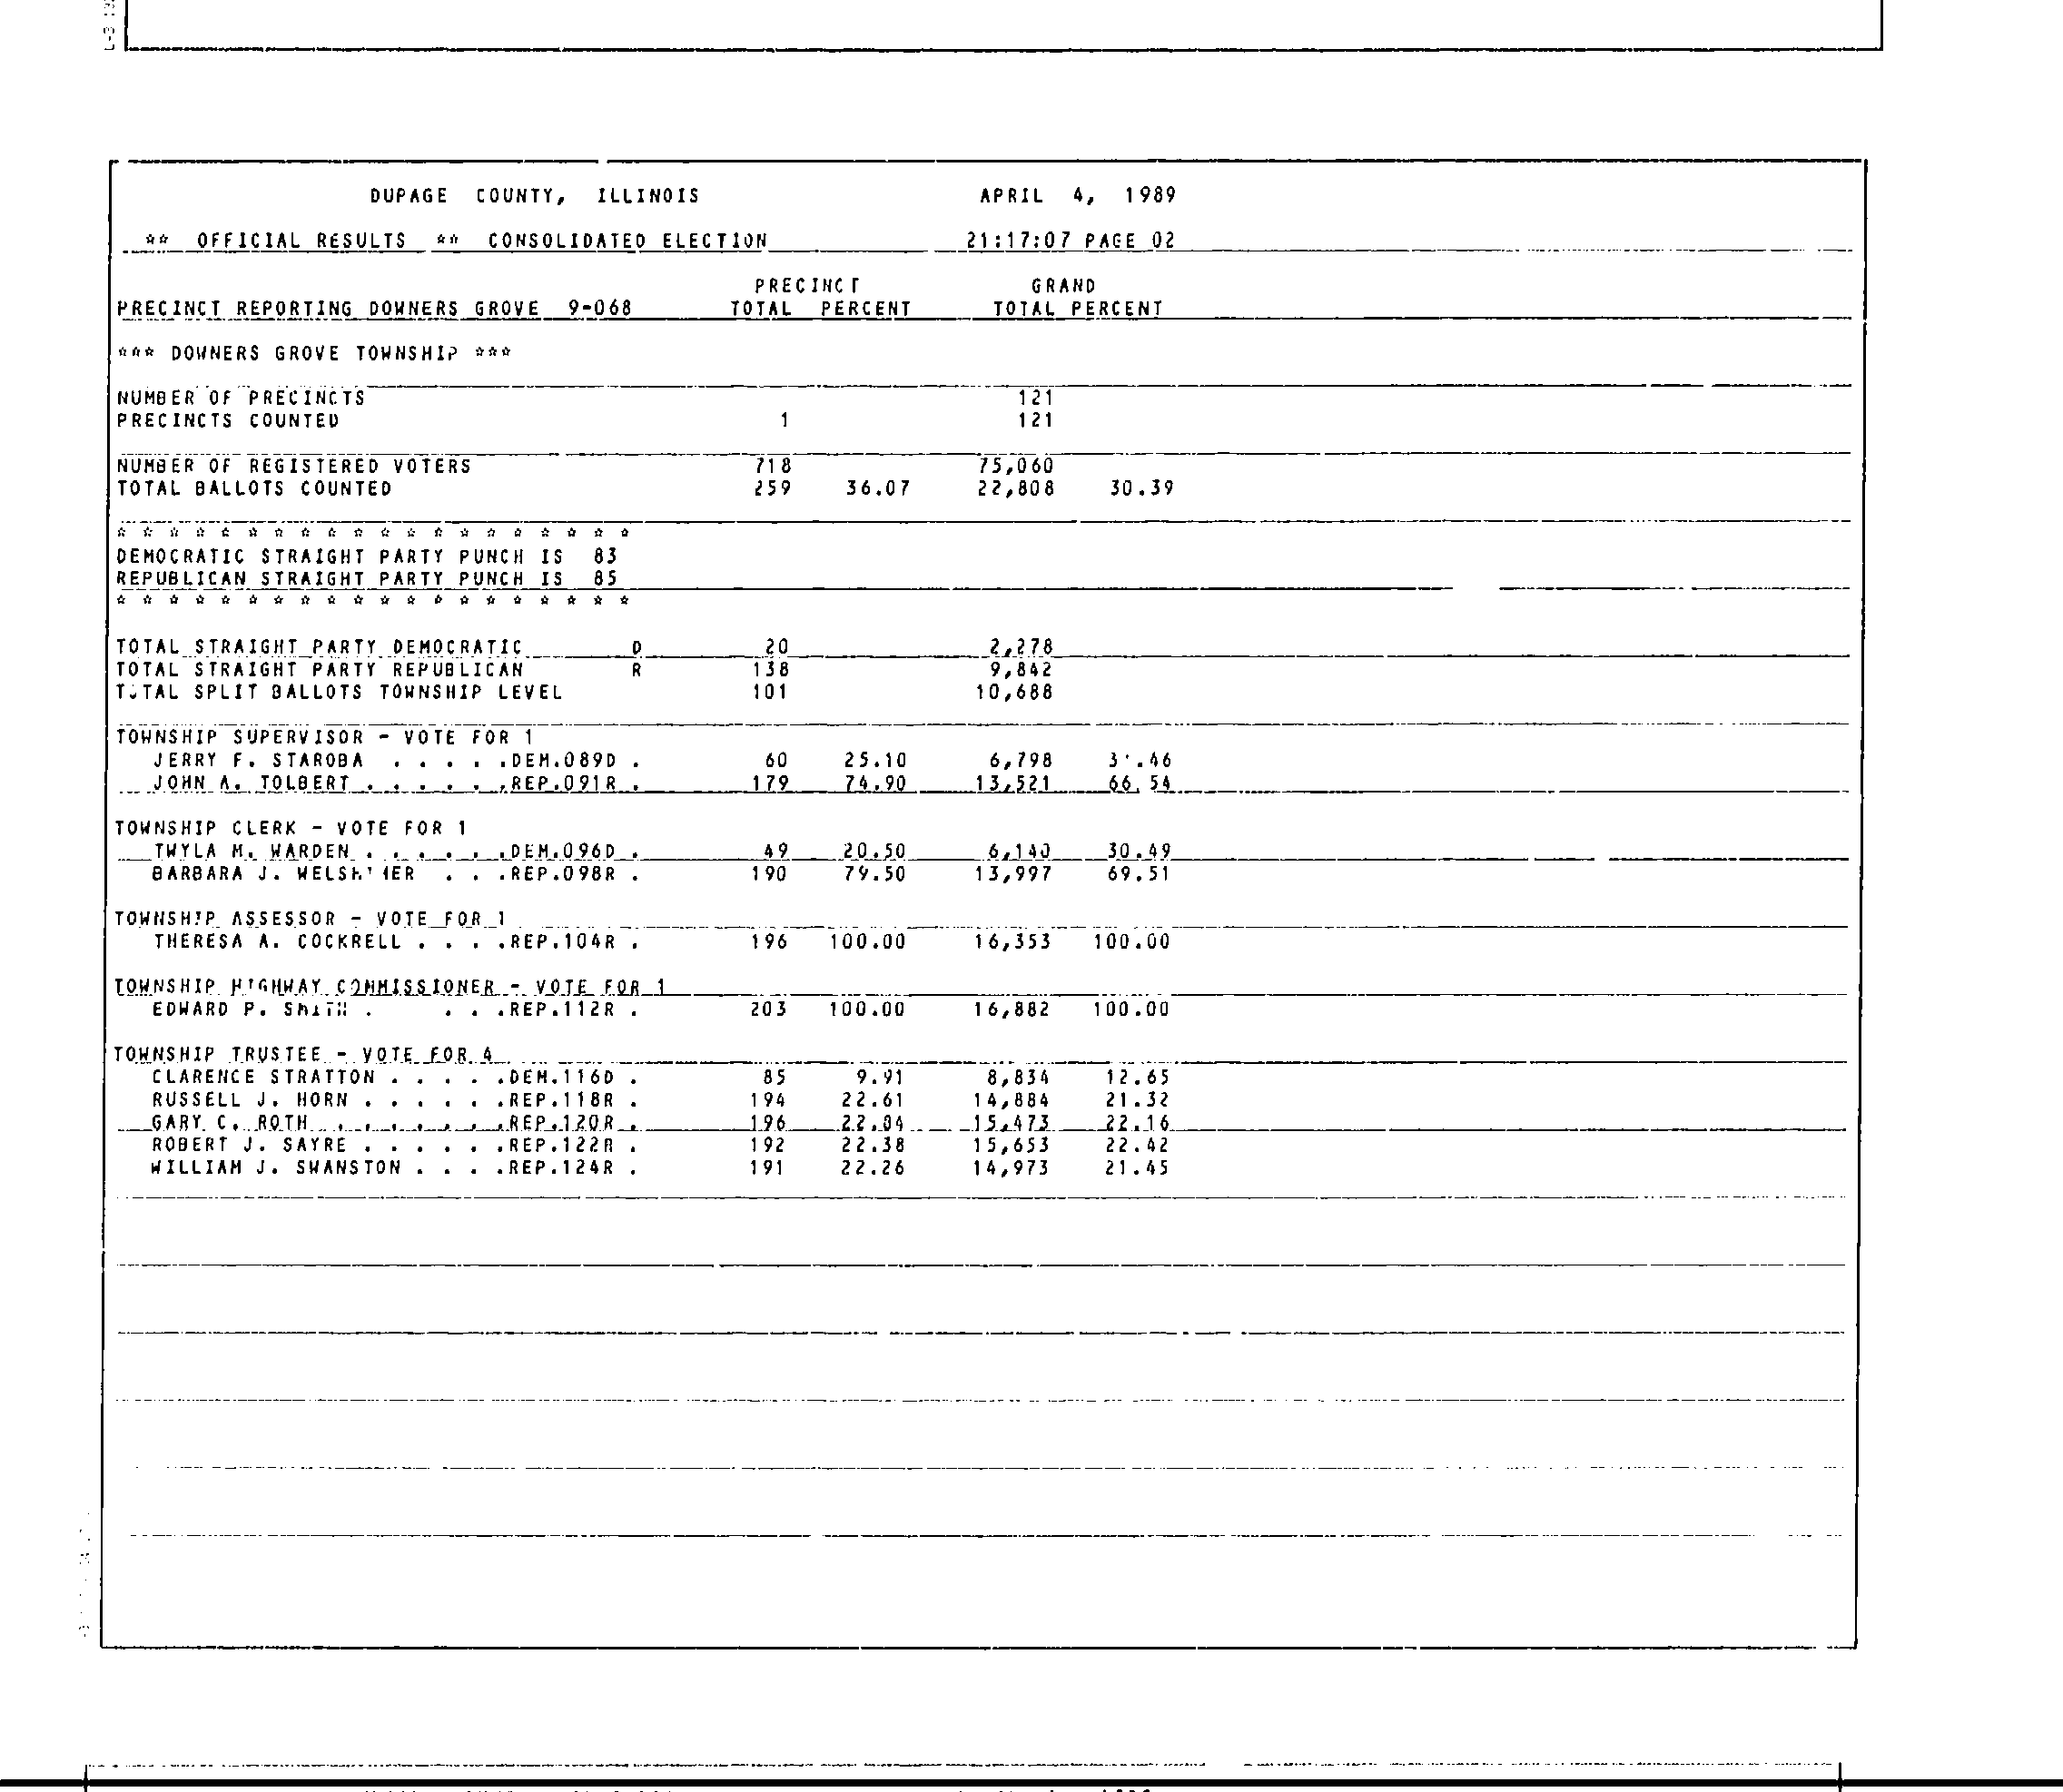 DUPAGE COUNTY, ILLINOIS APRIL 4, 1989
** OFFICIAL RESULTS ** CONSOLIDATED ELECTION 21:17:07 PAGE 02
PRECINCT GRAND
PRECINCT REPORTING DOWNERS GROVE 9-068 TOTAL PERCENT TOTAL PERCENT
*** DOWNERS GROVE TOWNSHIP ***
NUMBER OF PRECINCTS 121
PRECINCTS COUNTED 1 121
NUMBER OF REGISTERED VOTERS 718 75,060
TOTAL BALLOTS COUNTED 259 36.07 22,808 30.39
* * * * * * * * * * * * * * * * * * * *
DEMOCRATIC STRAIGHT PARTY PUNCH IS 83
REPUBLICAN STRAIGHT PARTY PUNCH IS 85
* * * * * * * * * * * * * * * * * * * *
TOTAL STRAIGHT PARTY DEMOCRATIC D 20 2,278
TOTAL STRAIGHT PARTY REPUBLICAN R 138 9,842
TOTAL SPLIT BALLOTS TOWNSHIP LEVEL 101 10,688
TOWNSHIP SUPERVISOR - VOTE FOR 1
JERRY F. STAROBA . . . . .DEM.089D . 60 25.10 6,798
JOHN A. TOLBERT . . . . . .REP.091R . 179 74.90 13,521 66.54
TOWNSHIP CLERK - VOTE FOR 1
TWYLA M. WARDEN . . . . . .DEM.096D . 49 20.50 6,140 30.49
BARBARA J. . . .REP.098R . 190 79.50 13,997 69.51
TOWNSHIP ASSESSOR - VOTE FOR 1
THERESA A. COCKRELL . . . .REP.104R . 196 100.00 16,353 100.00
TOWNSHIP HIGHWAY COMMISSIONER - VOTE FOR 1
EDWARD P. SMITH . . . .REP.112R . 203 100.00 16,882 100.00
TOWNSHIP TRUSTEE - VOTE FOR 4
CLARENCE STRATTON . . . . .DEM.116D . 85 9.91 8,834 12.65
RUSSELL J. HORN . . . . . .REP.118R . 194 22.61 14,884 21.32
GARY C. ROTH . . . . . . .REP.120R . 196 22.84 15,473 22.16
ROBERT J. SAYRE . . . . . .REP.122R . 192 22.38 15,653 22.42
WILLIAM J. SWANSTON . . . .REP.124R . 191 22.26 14,973 21.45